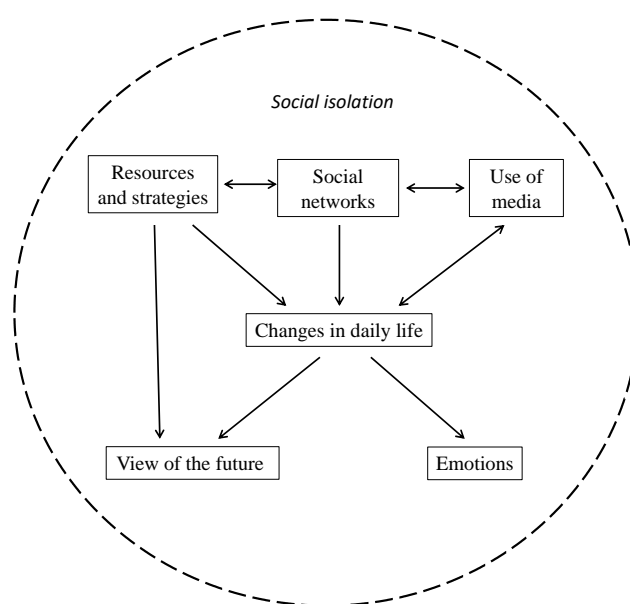 Social isolation
Resources
and strategies
Social
networks
Use of
media
Changes in daily life
View of the future
Emotions